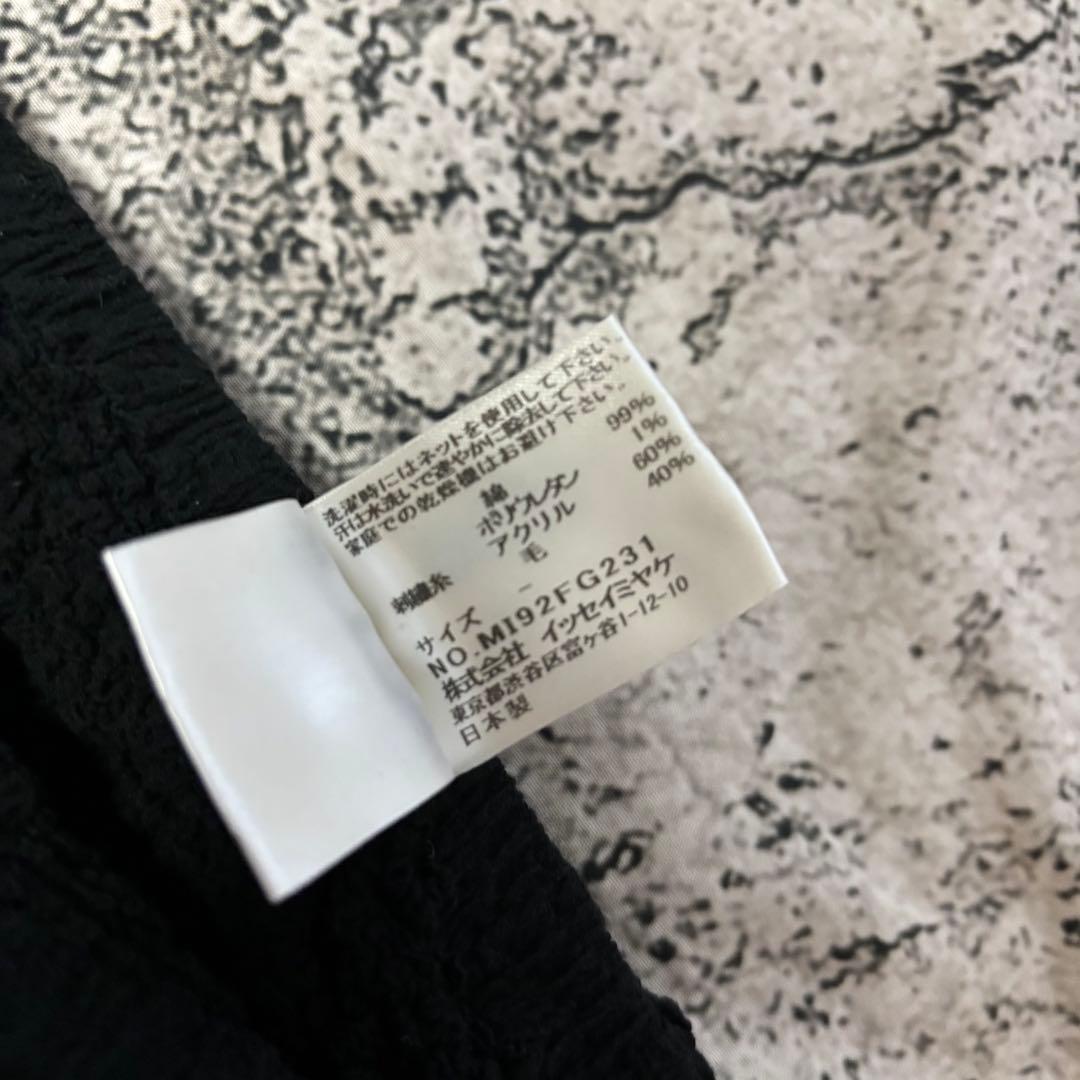 洗濯時にはネットを使用して下さい。
汗は水洗いで速やかに除去して下さい。
家庭での乾燥機はお避け下さい。
綿 99%
ポリウレタン 1%
刺繍糸 アクリル 60%
毛 40%
サイズ -
NO.MI92FG231
株式会社 イッセイミヤケ
東京都渋谷区富ヶ谷1-12-10
日本製